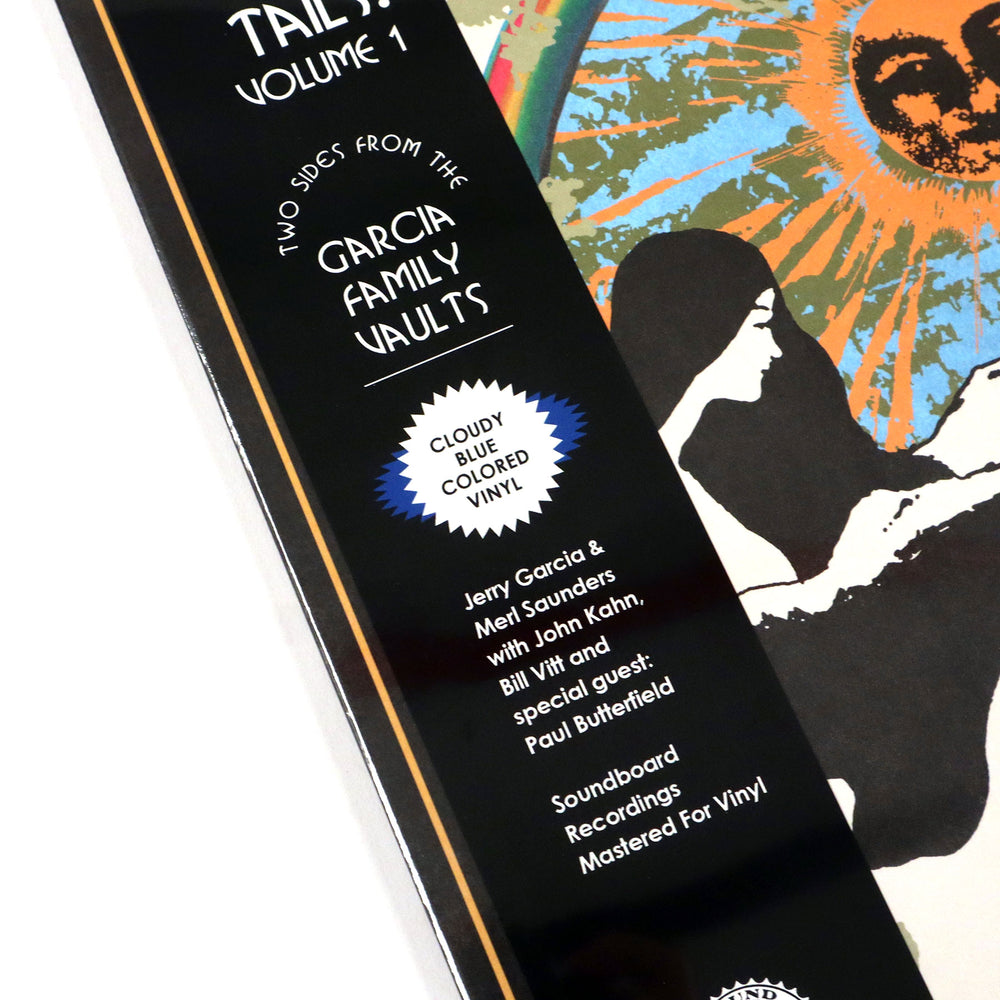 VOLUME 1
TWO SIDES FROM THE
GARCIA
FAMILY
VAULTS
CLOUDY
BLUE
COLORED
VINYL
Jerry Garcia &
Merl Saunders
with John Kahn,
Bill Vitt and
special guest:
Paul Butterfield
Soundboard
Recordings
Mastered For Vinyl